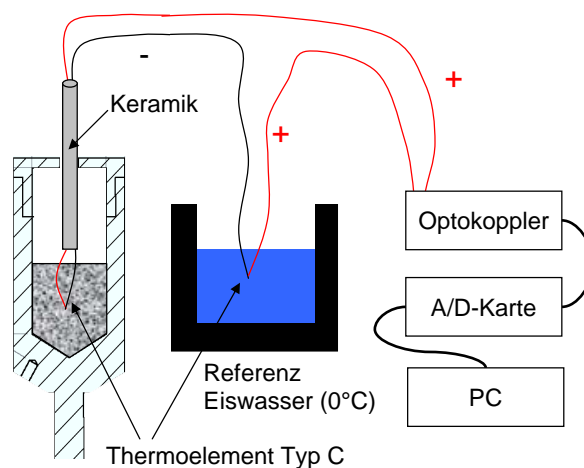 -
+
+
Keramik
Optokoppler
A/D-Karte
Referenz
Eiswasser (0°C)
PC
Thermoelement Typ C